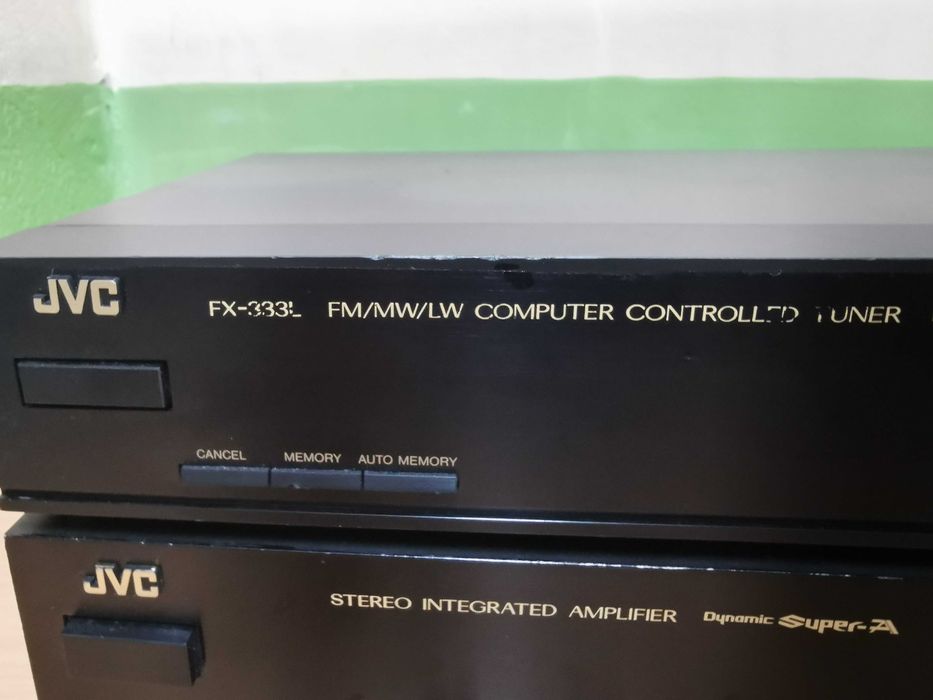 JVC
FX-333L FM/MW/LW COMPUTER CONTROLLED TUNER
CANCEL MEMORY AUTO MEMORY
JVC
STEREO INTEGRATED AMPLIFIER Dynamic Super-A